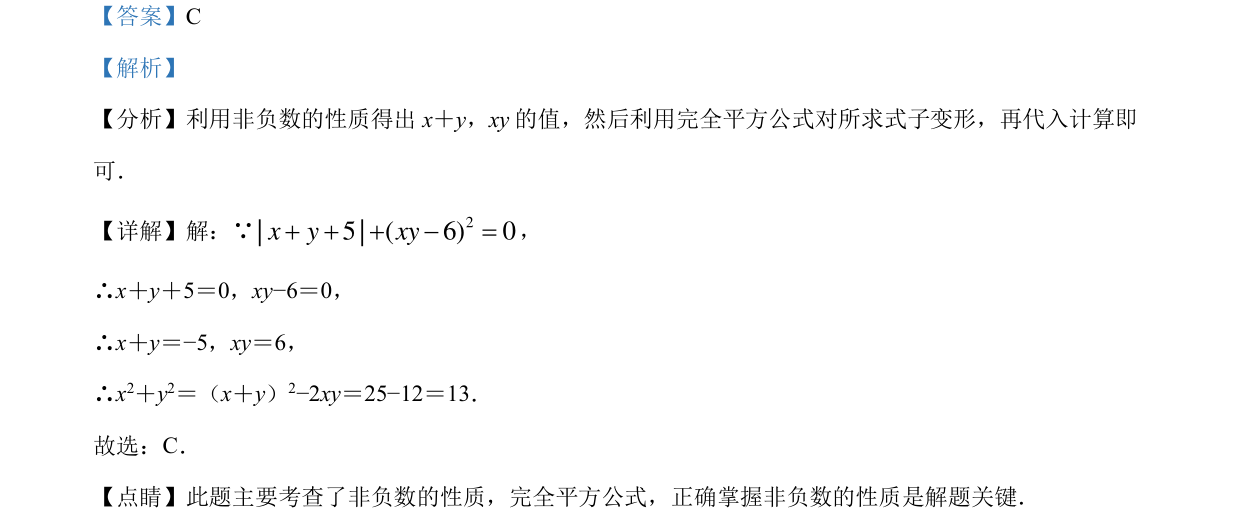 【答案】C
【解析】
【分析】利用非负数的性质得出 x+y，xy 的值，然后利用完全平方公式对所求式子变形，再代入计算即
可．
【详解】解：∵|x+y+5|+(xy−6)²=0，
∴x+y+5=0，xy−6=0，
∴x+y=−5，xy=6，
∴x²+y²=（x+y）²−2xy=25−12=13．
故选：C．
【点睛】此题主要考查了非负数的性质，完全平方公式，正确掌握非负数的性质是解题关键．